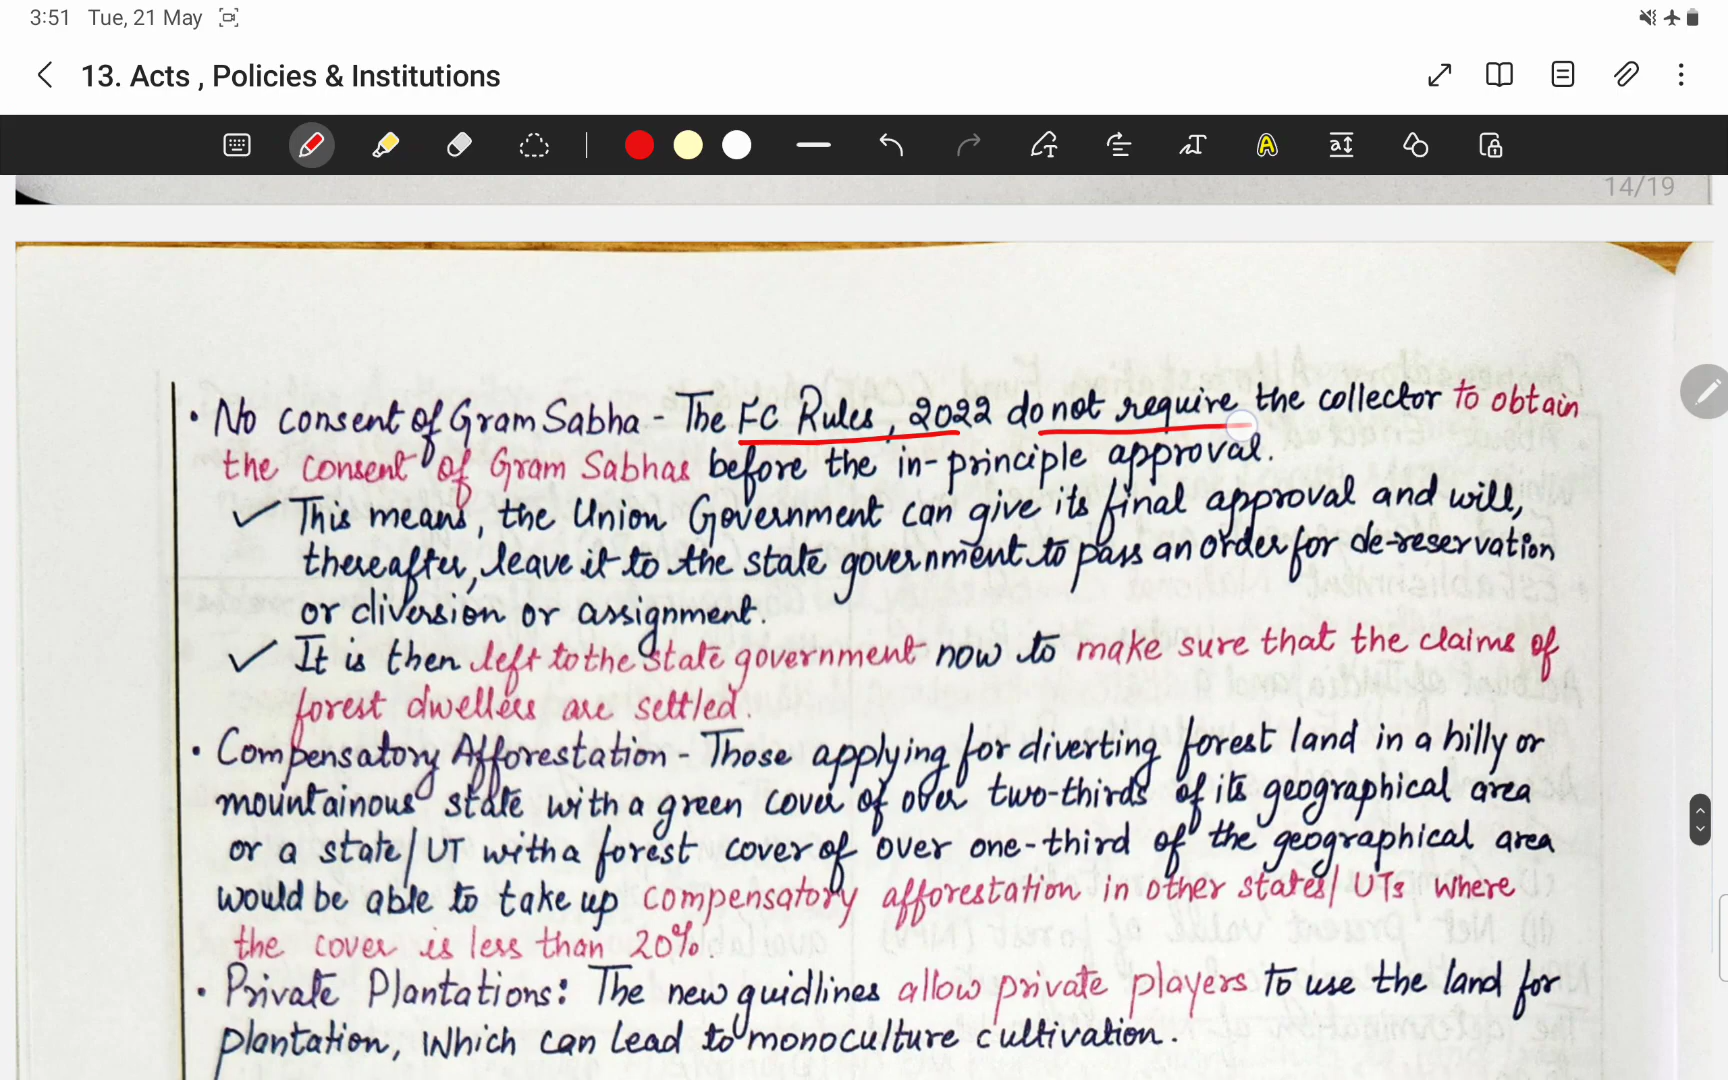 3:51 Tue, 21 May
13. Acts , Policies & Institutions
14/19
• No consent of Gram Sabha - The FC Rules, 2022 do not require the collector to obtain
the consent of Gram Sabhas before the in-principle approval.
✓ This means, the Union Government can give its final approval and will,
thereafter, leave it to the state government to pass an order for de-reservation
or diversion or assignment.
✓ It is then left to the state government now to make sure that the claims of
forest dwellers are settled.
• Compensatory Afforestation - Those applying for diverting forest land in a hilly or
mountainous state with a green cover of over two-thirds of its geographical area
or a state/UT with a forest cover of over one-third of the geographical area
would be able to take up compensatory afforestation in other states/UTs where
the cover is less than 20%.
• Private Plantations: The new guidlines allow private players to use the land for
plantation, which can lead to monoculture cultivation.